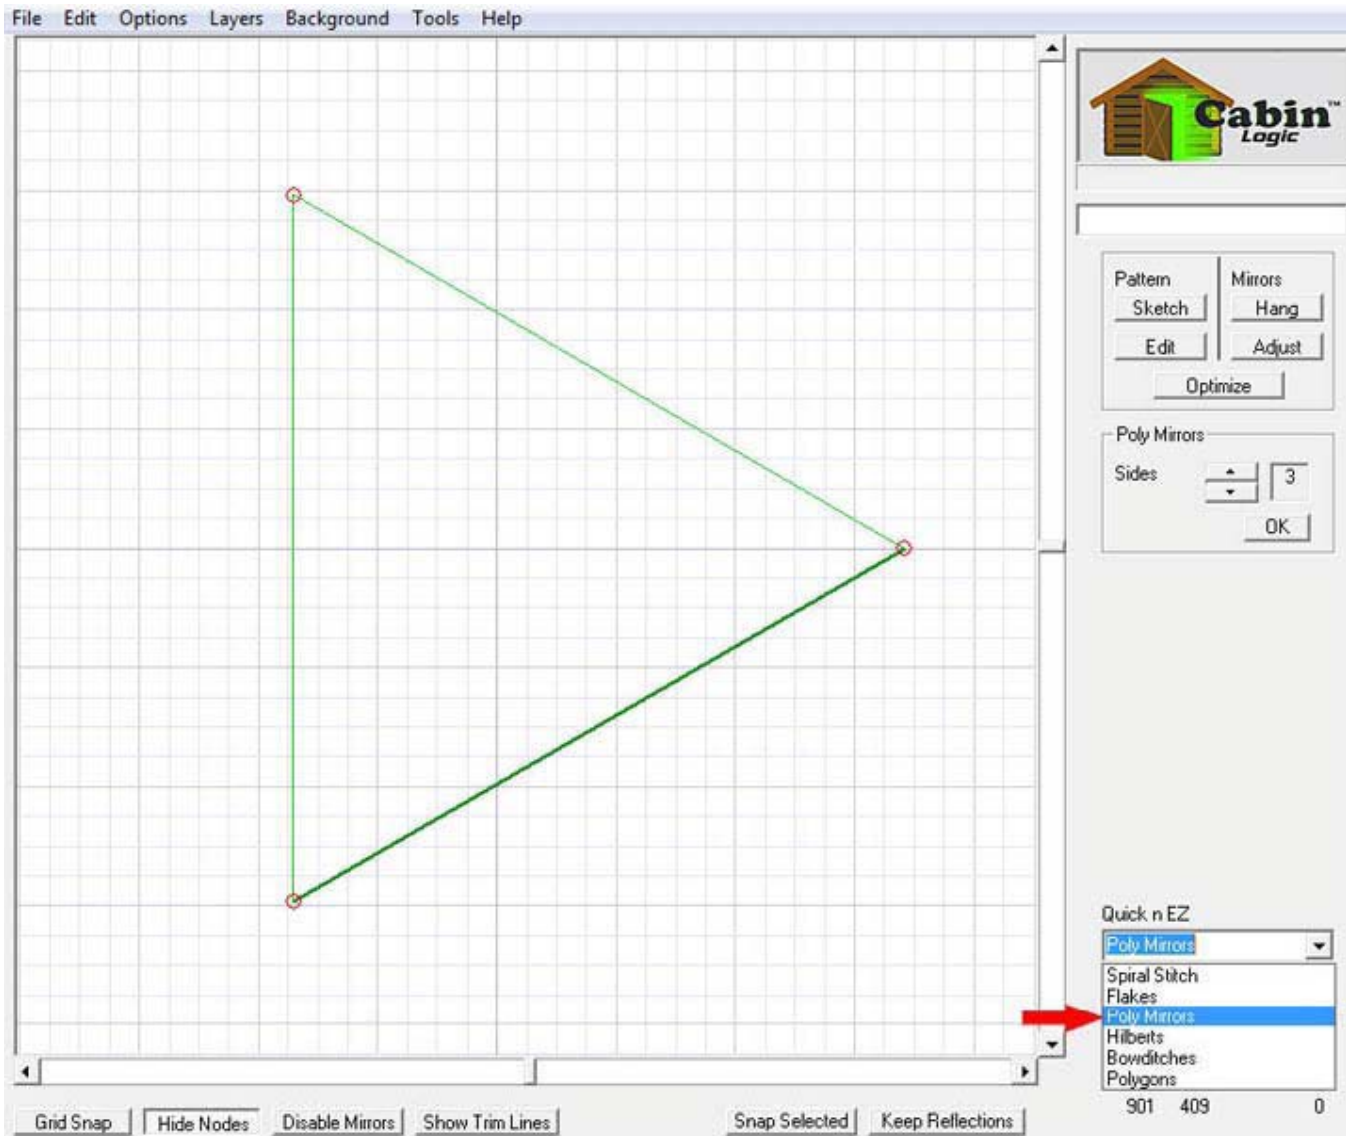 File Edit Options Layers Background Tools Help
Cabin™
Logic
Pattern Mirrors
Sketch Hang
Edit Adjust
Optimize
Poly Mirrors
Sides 3
OK
Quick n EZ
Poly Mirrors
Spiral Stitch
Flakes
Poly Mirrors
Hilberts
Bowditches
Polygons
901 409 0
Grid Snap Hide Nodes Disable Mirrors Show Trim Lines Snap Selected Keep Reflections